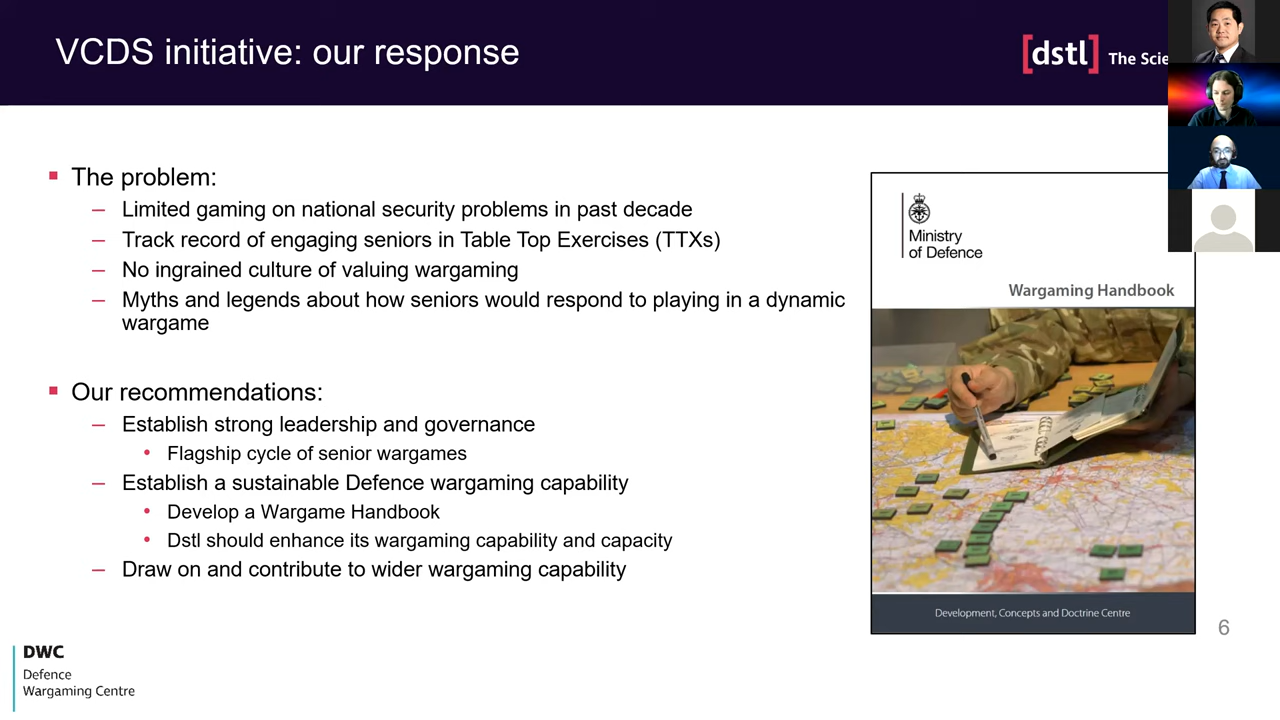 VCDS initiative: our response
[dstl] The Scie
The problem:
– Limited gaming on national security problems in past decade
– Track record of engaging seniors in Table Top Exercises (TTXs)
– No ingrained culture of valuing wargaming
– Myths and legends about how seniors would respond to playing in a dynamic
wargame
Our recommendations:
– Establish strong leadership and governance
• Flagship cycle of senior wargames
– Establish a sustainable Defence wargaming capability
• Develop a Wargame Handbook
• Dstl should enhance its wargaming capability and capacity
– Draw on and contribute to wider wargaming capability
Ministry
of Defence
Wargaming Handbook
Development, Concepts and Doctrine Centre
6
DWC
Defence
Wargaming Centre